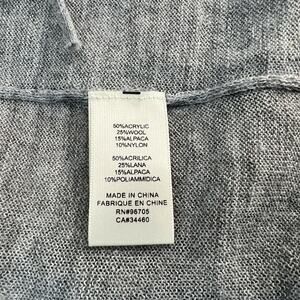 50%ACRYLIC
25%WOOL
15%ALPACA
10%NYLON
50%ACRILICA
25%LANA
15%ALPACA
10%POLIAMMIDICA
MADE IN CHINA
FABRIQUE EN CHINE
RN#96705
CA#34460